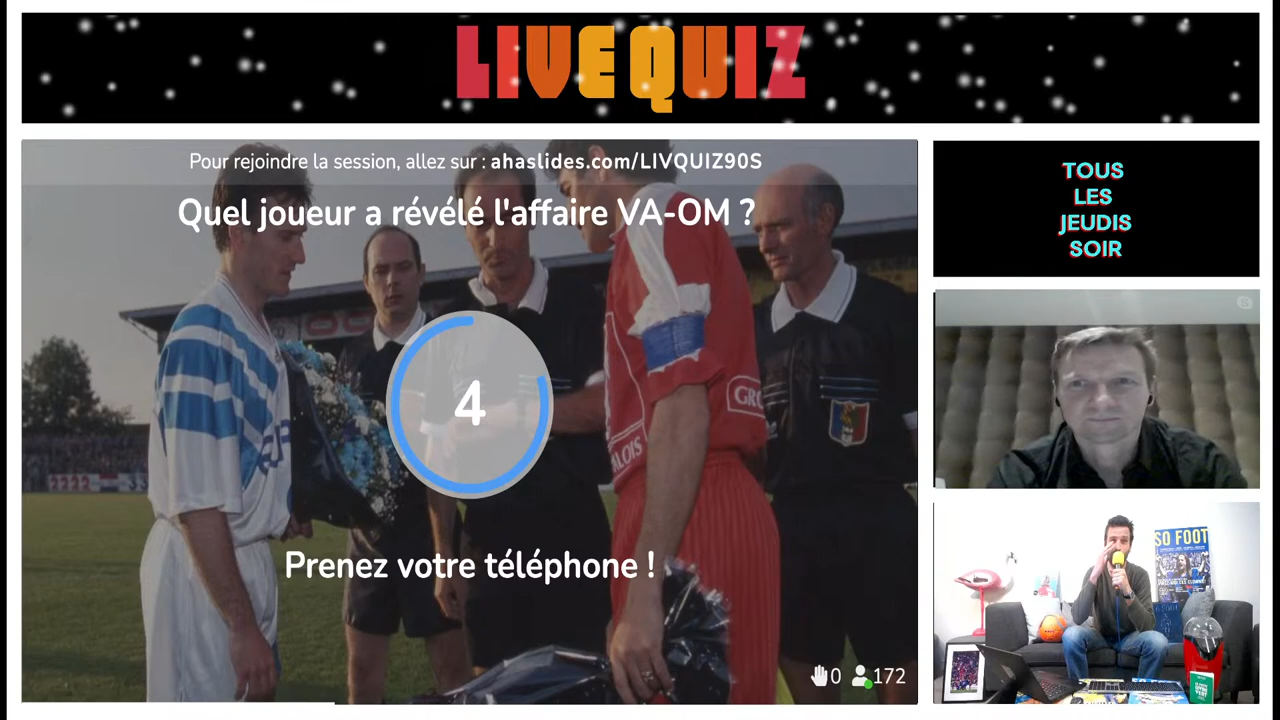 LIVE QUIZ
Pour rejoindre la session, allez sur : ahaslides.com/LIVQUIZ90S
Quel joueur a révélé l'affaire VA-OM ?
4
Prenez votre téléphone !
0 172
TOUS
LES
JEUDIS
SOIR
SO FOOT